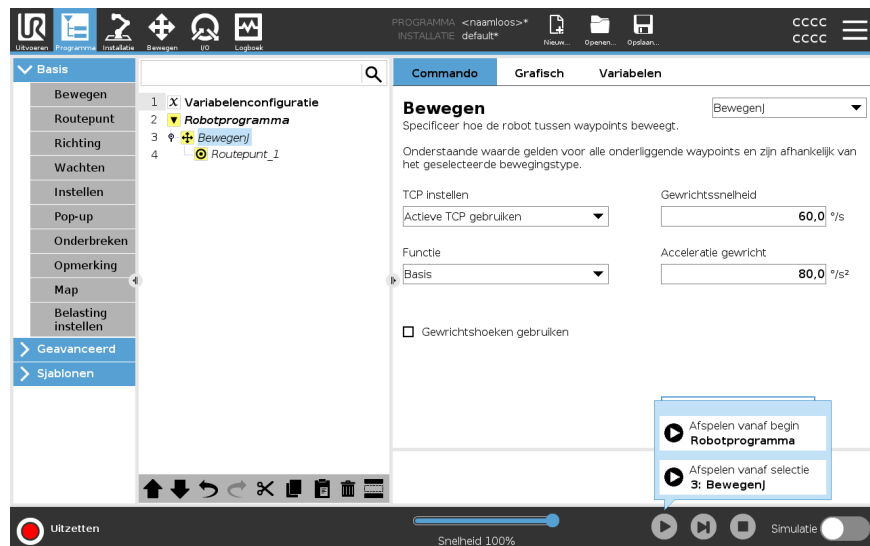 PROGRAMMA <naamloos>*
INSTALLATIE default*
CCCC
CCCC
Uitvoeren Programma Installatie Bewegen I/O Logboek Nieuw... Openen... Opslaan...
Basis
Bewegen
Routepunt
Richting
Wachten
Instellen
Pop-up
Onderbreken
Opmerking
Map
Belasting
instellen
Geavanceerd
Sjablonen
1 X Variabelenconfiguratie
2 Robotprogramma
3 BewegenJ
4 Routepunt_1
Commando Grafisch Variabelen
Bewegen
BewegenJ
Specificeer hoe de robot tussen waypoints beweegt.
Onderstaande waarde gelden voor alle onderliggende waypoints en zijn afhankelijk van
het geselecteerde bewegingstype.
TCP instellen
Gewrichtssnelheid
Actieve TCP gebruiken
60,0 °/s
Functie
Acceleratie gewricht
Basis
80,0 °/s²
Gewrichtshoeken gebruiken
Afspelen vanaf begin
Robotprogramma
Afspelen vanaf selectie
3: BewegenJ
Uitzetten
Snelheid 100%
Simulatie